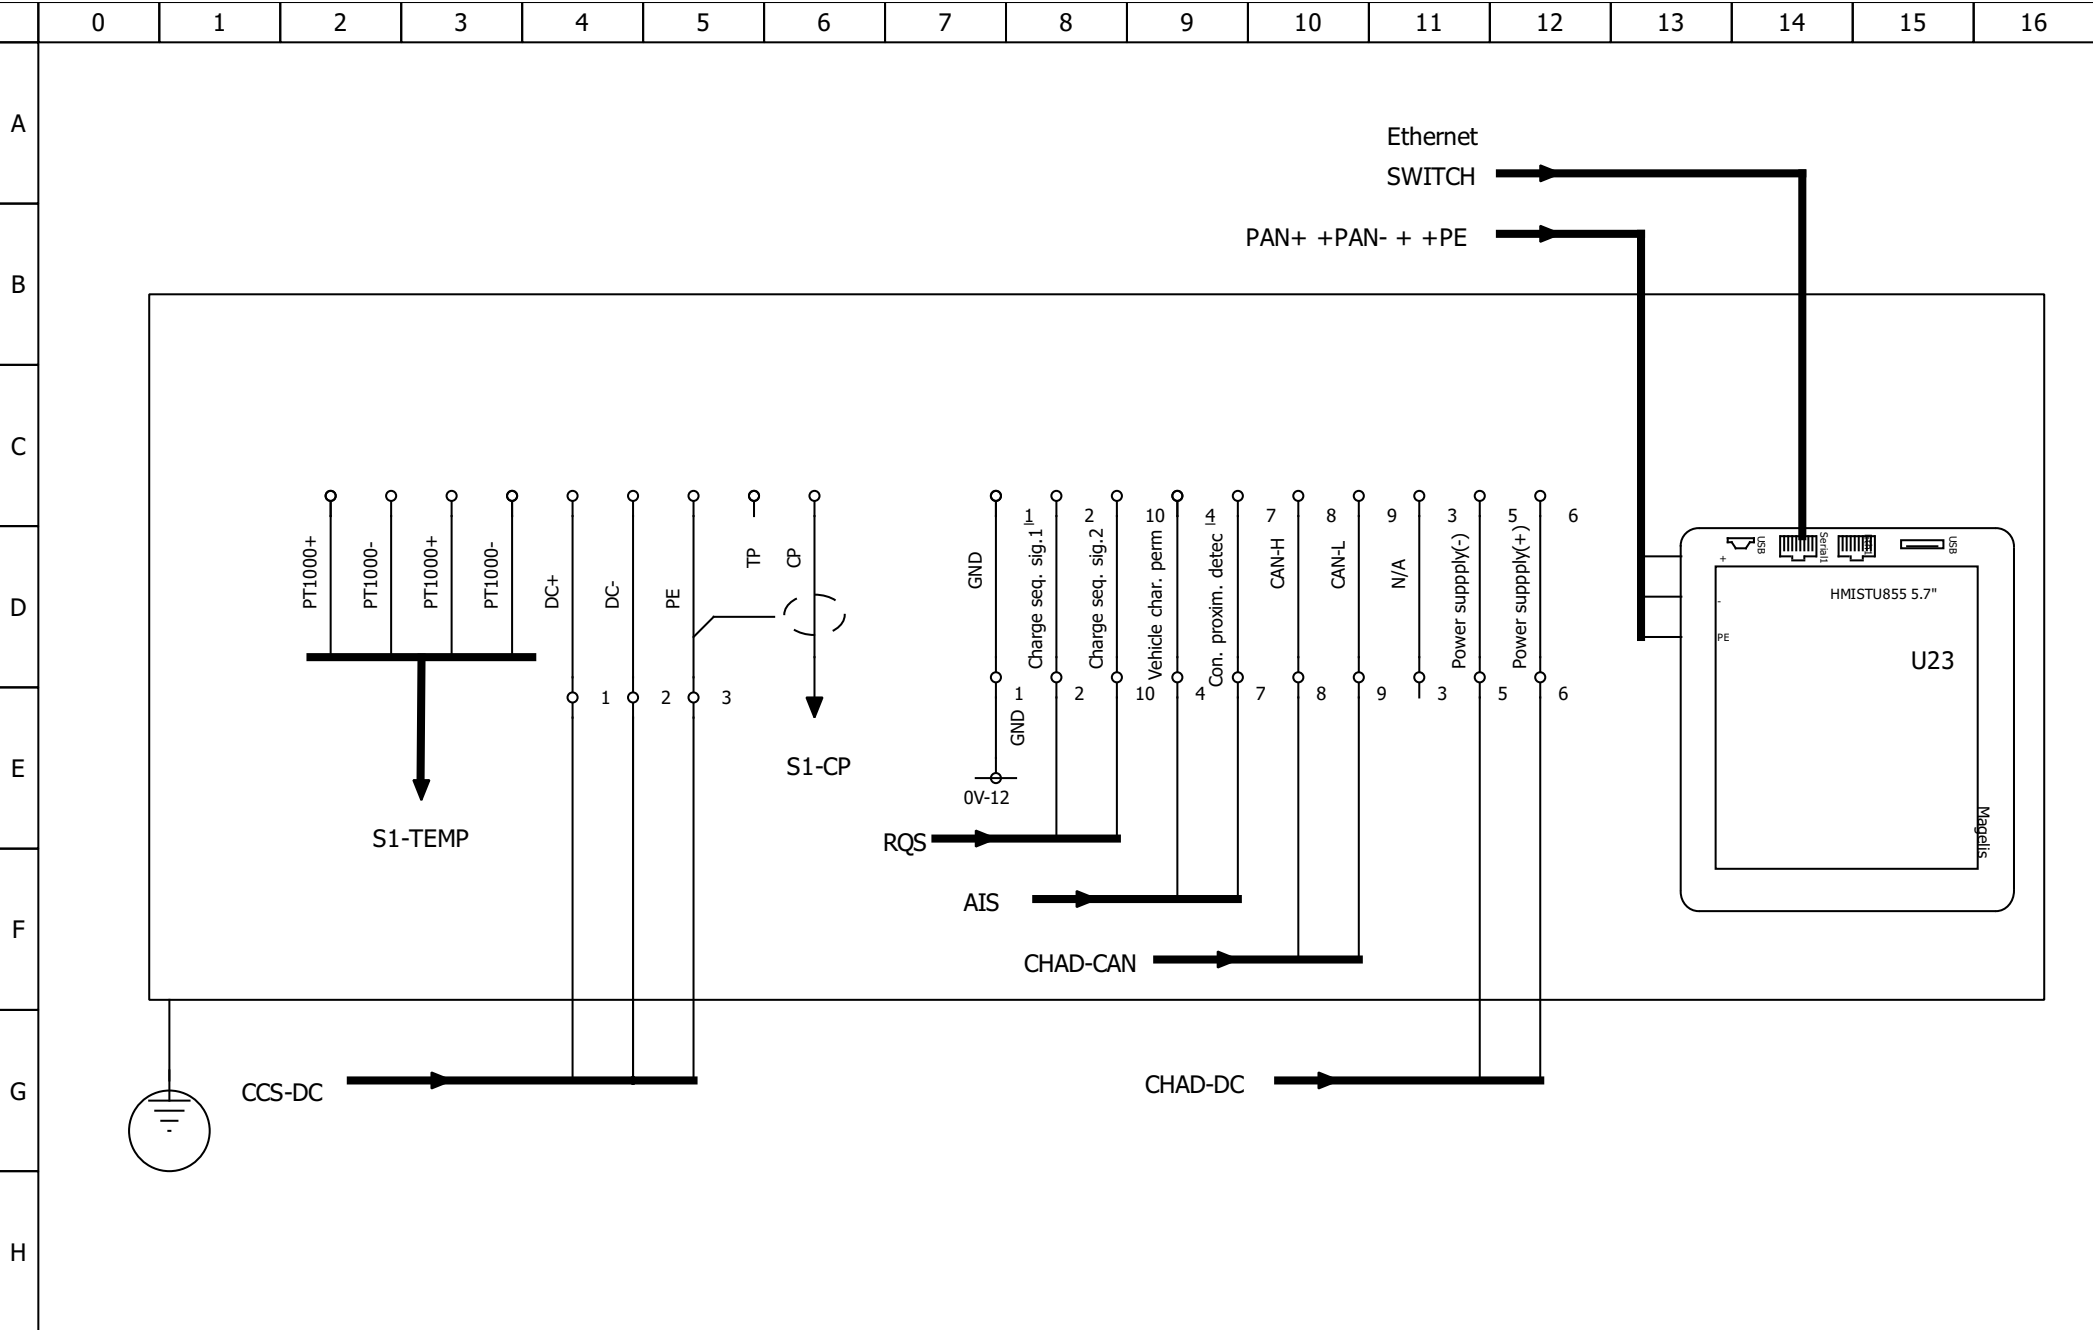 0 1 2 3 4 5 6 7 8 9 10 11 12 13 14 15 16
A
Ethernet
SWITCH
PAN+ +PAN- + +PE
B
C
1 2 10 4 7 8 9 3 5 6
PT1000+
PT1000-
PT1000+
PT1000-
DC+
DC-
PE
TP
CP
GND
Charge seq. sig.1
Charge seq. sig.2
Vehicle char. perm
Con. proxim. detec
CAN-H
CAN-L
N/A
Power suppply(-)
Power suppply(+)
USB
Serial1
USB
+
-
PE
HMISTU855 5.7"
U23
Magelis
D
1 2 3
1 2 10 4 7 8 9 3 5 6
GND
E
S1-CP
0V-12
S1-TEMP
RQS
AIS
F
CHAD-CAN
G
CCS-DC
CHAD-DC
H